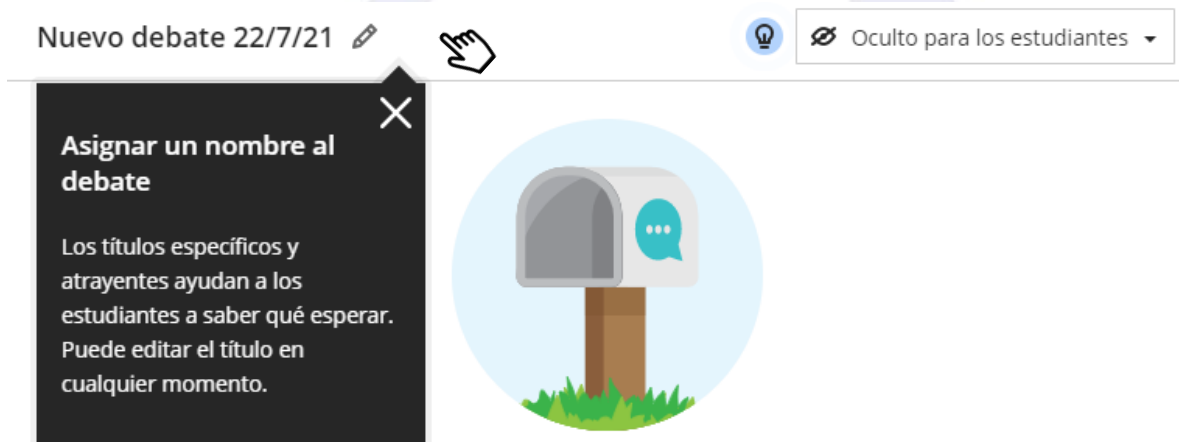 Nuevo debate 22/7/21
Oculto para los estudiantes
Asignar un nombre al
debate
Los títulos específicos y
atrayentes ayudan a los
estudiantes a saber qué esperar.
Puede editar el título en
cualquier momento.